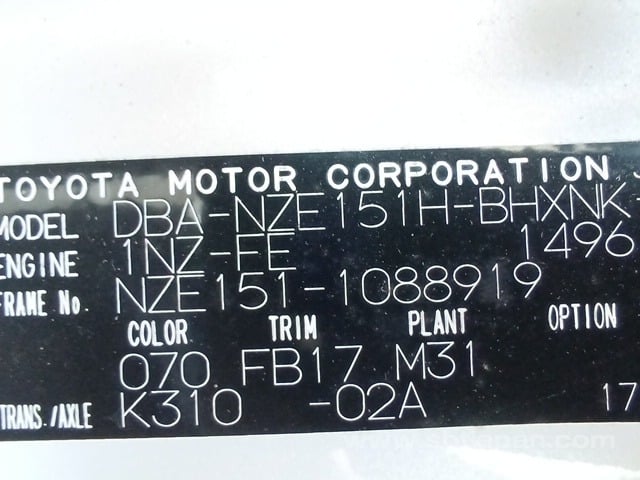 TOYOTA MOTOR CORPORATION
MODEL DBA-NZE151H-BHXNK
ENGINE 1NZ-FE 1496
FRAME No. NZE151-1088919
COLOR TRIM PLANT OPTION
070 FB17 M31
TRANS./AXLE K310 -02A 17